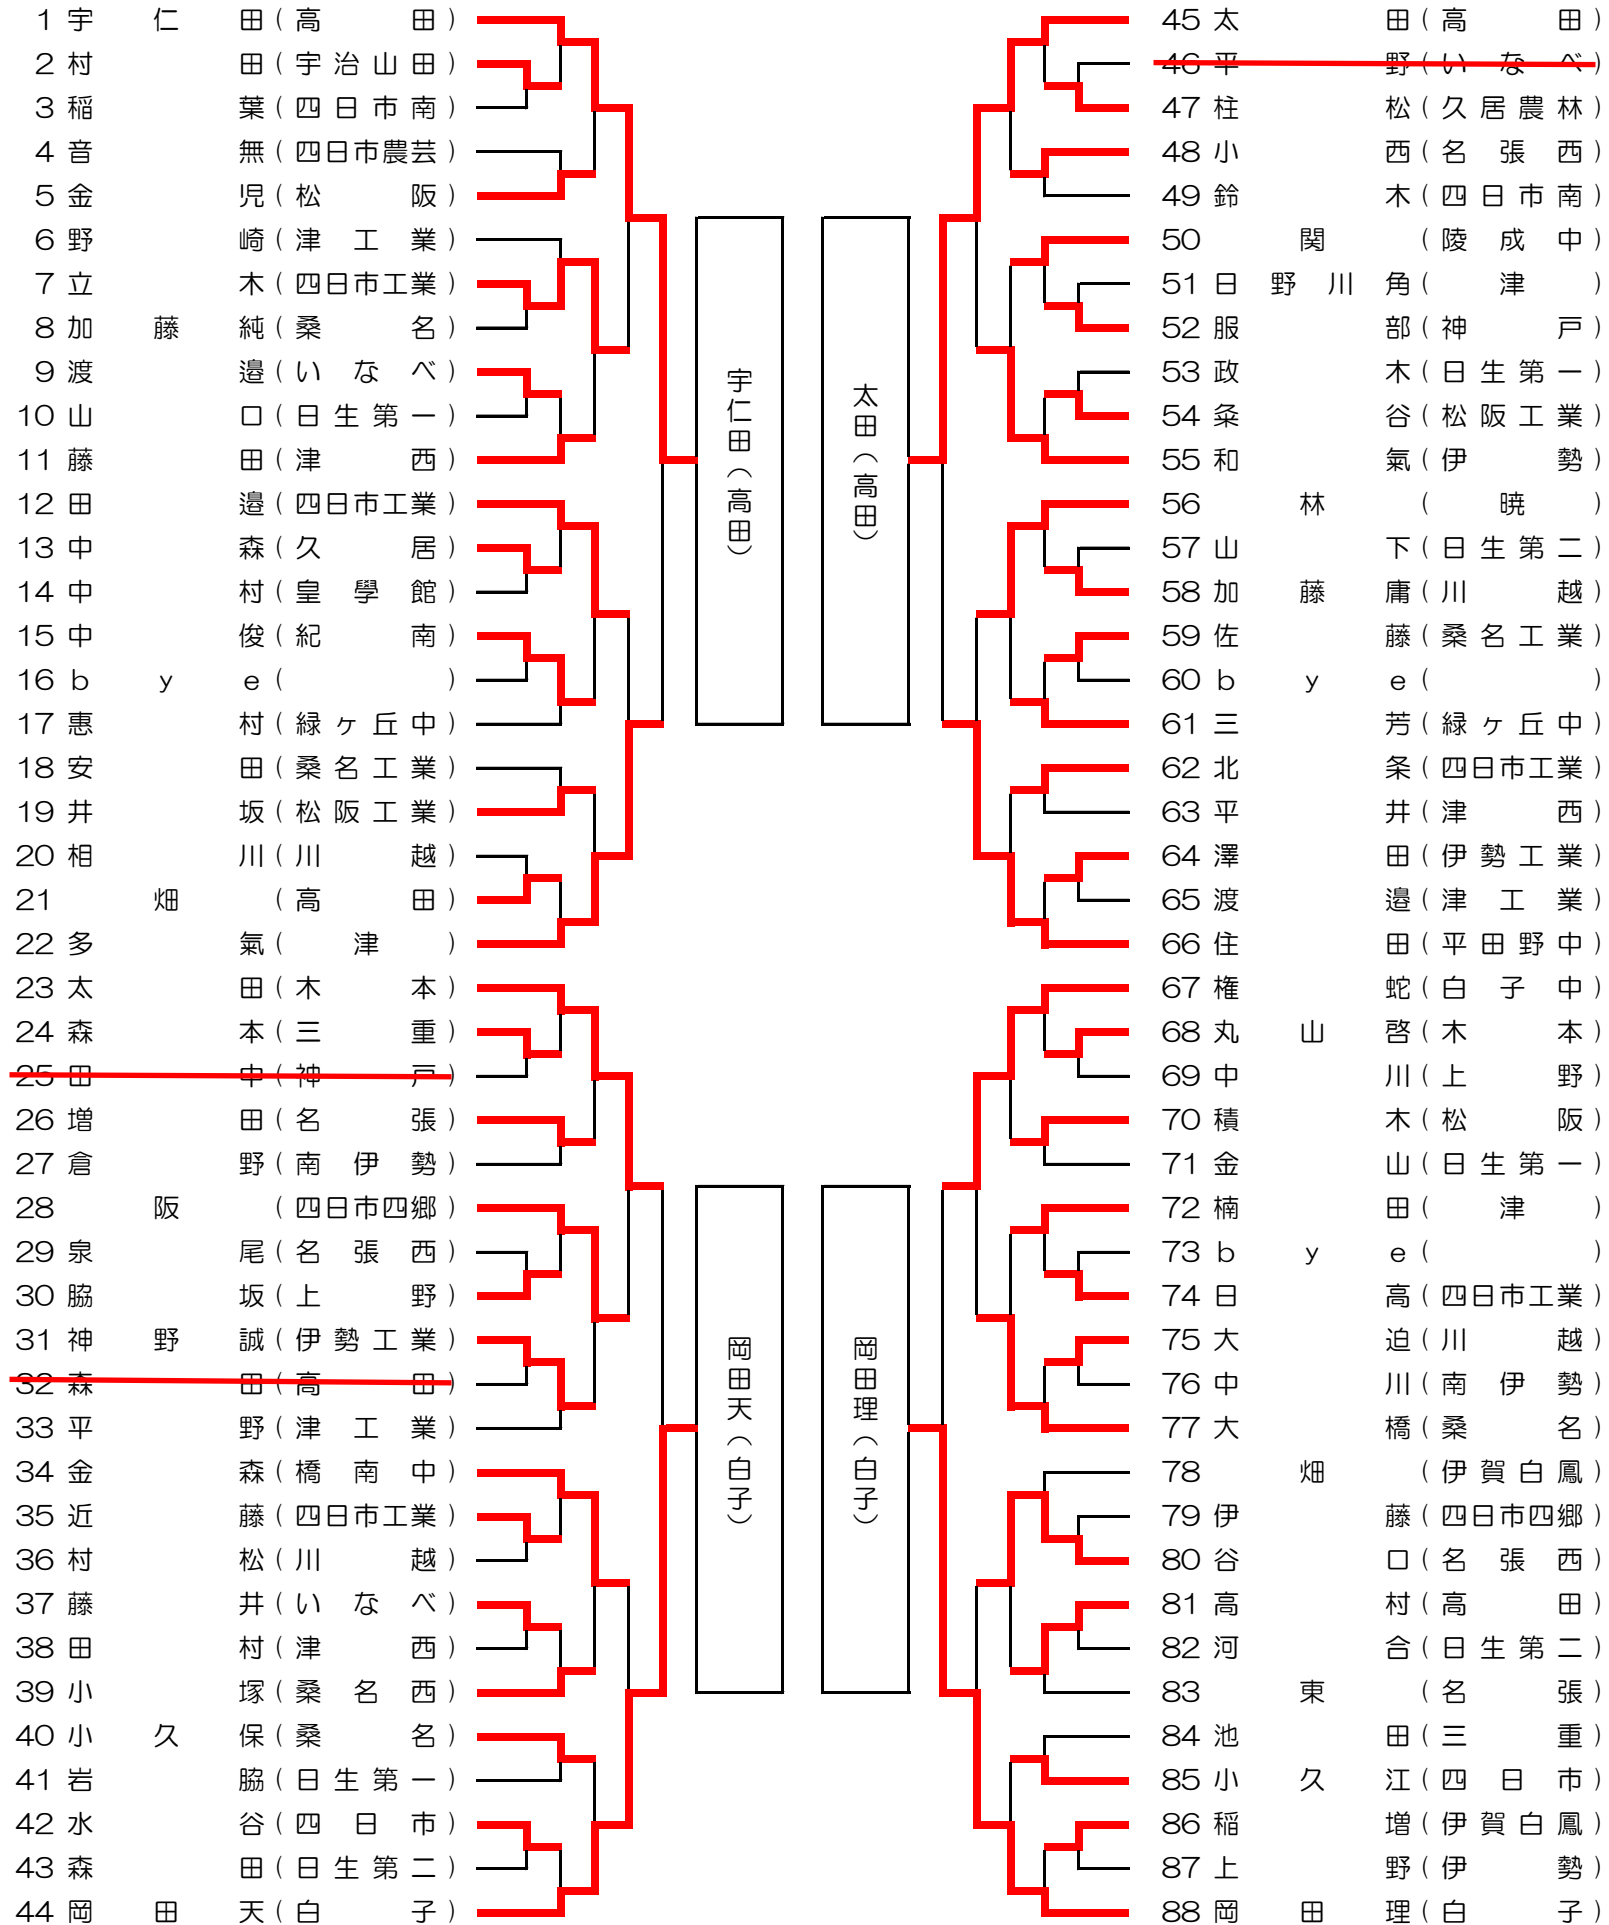 1 宇仁田(高田)
2 村田(宇治山田)
3 稲葉(四日市南)
4 音無(四日市農芸)
5 金児(松阪)
6 野崎(津工業)
7 立木(四日市工業)
8 加藤純(桑名)
9 渡邉(いなべ)
10 山口(日生第一)
11 藤田(津西)
12 田邉(四日市工業)
13 中森(久居)
14 中村(皇學館)
15 中俊(紀南)
16 bye( )
17 惠村(緑ヶ丘中)
18 安田(桑名工業)
19 井坂(松阪工業)
20 相川(川越)
21 畑(高田)
22 多氣(津)
23 太田(木本)
24 森本(三重)
25 田中(神戸)
26 増田(名張)
27 倉野(南伊勢)
28 阪(四日市四郷)
29 泉尾(名張西)
30 脇坂(上野)
31 神野誠(伊勢工業)
32 森田(高田)
33 平野(津工業)
34 金森(橋南中)
35 近藤(四日市工業)
36 村松(川越)
37 藤井(いなべ)
38 田村(津西)
39 小塚(桑名西)
40 小久保(桑名)
41 岩脇(日生第一)
42 水谷(四日市)
43 森田(日生第二)
44 岡田天(白子)
宇仁田(高田)
太田(高田)
岡田天(白子)
岡田理(白子)
45 太田(高田)
46 平野(いなべ)
47 柱松(久居農林)
48 小西(名張西)
49 鈴木(四日市南)
50 関(陵成中)
51 日野川角(津)
52 服部(神戸)
53 政木(日生第一)
54 粂谷(松阪工業)
55 和氣(伊勢)
56 林(暁)
57 山下(日生第二)
58 加藤庸(川越)
59 佐藤(桑名工業)
60 bye( )
61 三芳(緑ヶ丘中)
62 北条(四日市工業)
63 平井(津西)
64 澤田(伊勢工業)
65 渡邉(津工業)
66 住田(平田野中)
67 権蛇(白子中)
68 丸山啓(木本)
69 中川(上野)
70 積木(松阪)
71 金山(日生第一)
72 楠田(津)
73 bye( )
74 日高(四日市工業)
75 大迫(川越)
76 中川(南伊勢)
77 大橋(桑名)
78 畑(伊賀白鳳)
79 伊藤(四日市四郷)
80 谷口(名張西)
81 高村(高田)
82 河合(日生第二)
83 東(名張)
84 池田(三重)
85 小久江(四日市)
86 稲増(伊賀白鳳)
87 上野(伊勢)
88 岡田理(白子)